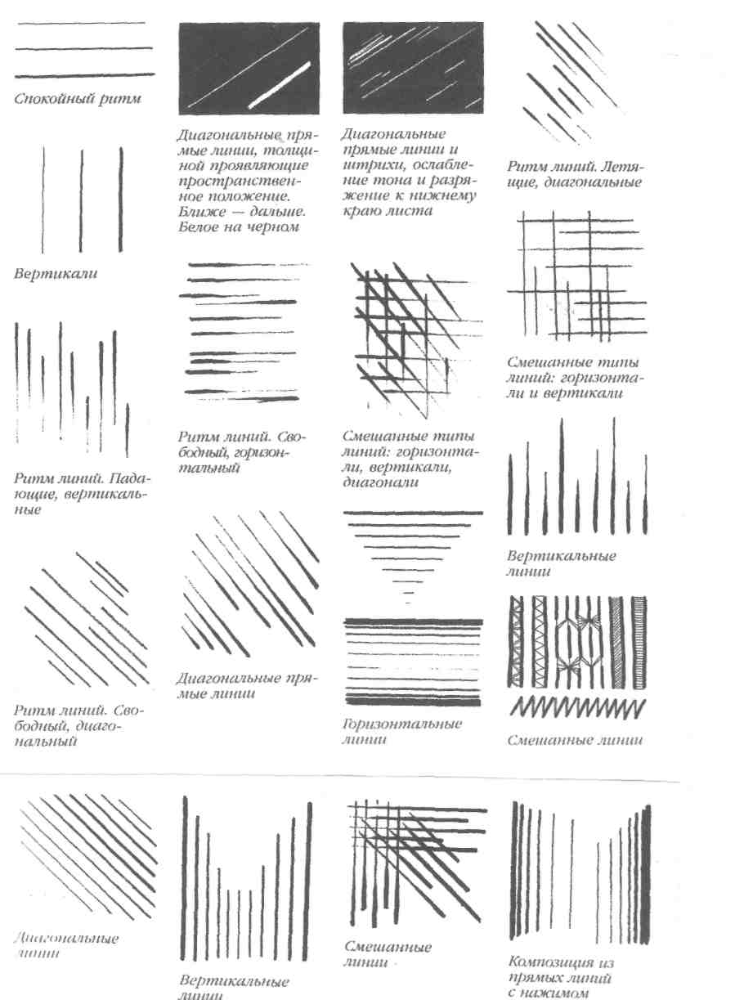 Спокойный ритм
Вертикали
Ритм линий. Пада-
ющие, вертикаль-
ные
Ритм линий. Сво-
бодный, диаго-
нальный
Диагональные пря-
мые линии, толщи-
ной проявляющие
пространствен-
ное положение.
Ближе — дальше.
Белое на черном
Ритм линий. Сво-
бодный, горизон-
тальный
Диагональные пря-
мые линии
Диагональные
прямые линии и
штрихи, ослабле-
ние тона и разря-
жение к нижнему
краю листа
Смешанные типы
линий: горизонта-
ли, вертикали,
диагонали
Горизонтальные
линии
Ритм линий. Летя-
щие, диагональные
Смешанные типы
линий: горизонта-
ли и вертикали
Вертикальные
линии
Смешанные линии
Диагональные
линии
Вертикальные
линии
Смешанные
линии
Композиция из
прямых линий
с нажимом